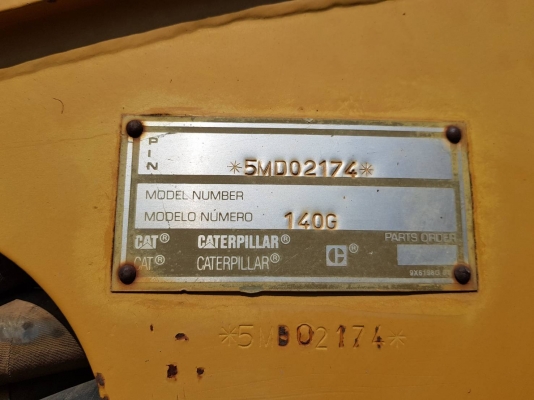 PIN
*5MD02174*
MODEL NUMBER
MODELO NÚMERO 140G
CAT® CATERPILLAR® PARTS ORDER
CAT® CATERPILLAR® C®
*5MD02174*